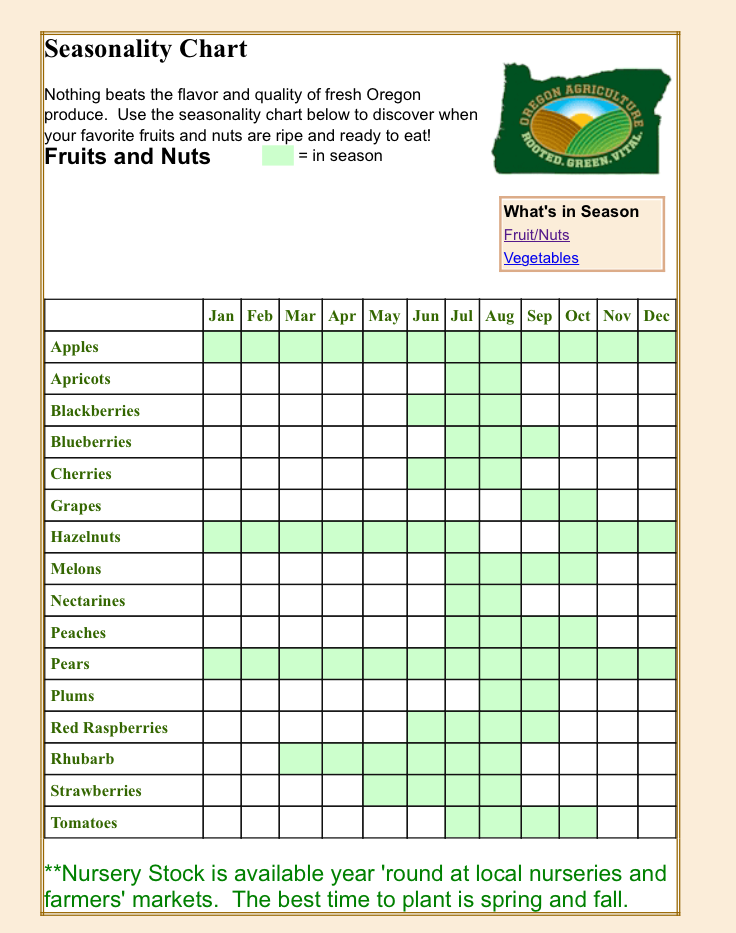 Seasonality Chart
Nothing beats the flavor and quality of fresh Oregon
produce.  Use the seasonality chart below to discover when
your favorite fruits and nuts are ripe and ready to eat!
Fruits and Nuts = in season
OREGON AGRICULTURE
ROOTED. GREEN. VITAL.
What's in Season
Fruit/Nuts
Vegetables
Jan Feb Mar Apr May Jun Jul Aug Sep Oct Nov Dec
Apples
Apricots
Blackberries
Blueberries
Cherries
Grapes
Hazelnuts
Melons
Nectarines
Peaches
Pears
Plums
Red Raspberries
Rhubarb
Strawberries
Tomatoes
**Nursery Stock is available year 'round at local nurseries and
farmers' markets.  The best time to plant is spring and fall.